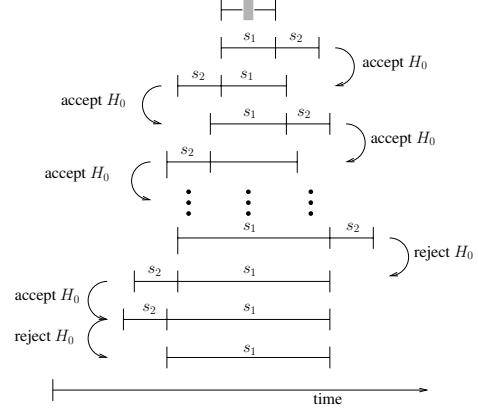 s₁ s₂
accept H₀
s₂ s₁
accept H₀
s₁ s₂
accept H₀
s₂
accept H₀
s₁ s₂
reject H₀
s₂ s₁
accept H₀
s₂ s₁
reject H₀
s₁
time